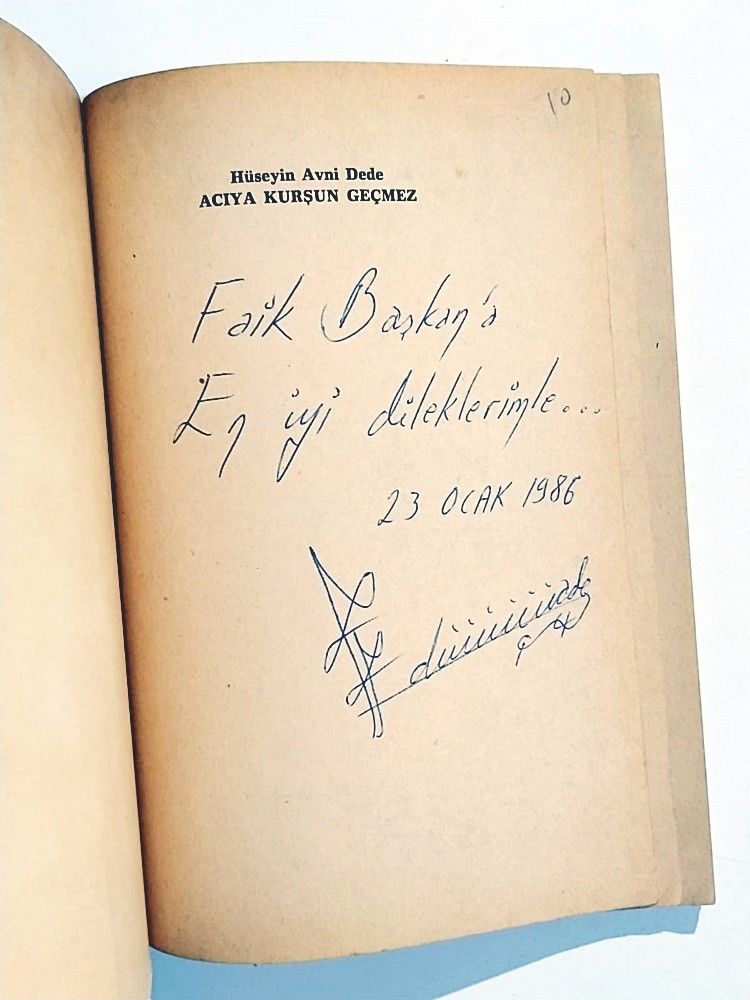 10
Hüseyin Avni Dede
ACIYA KURŞUN GEÇMEZ
Faik Başkan'a
En iyi dileklerimle...
23 OCAK 1986